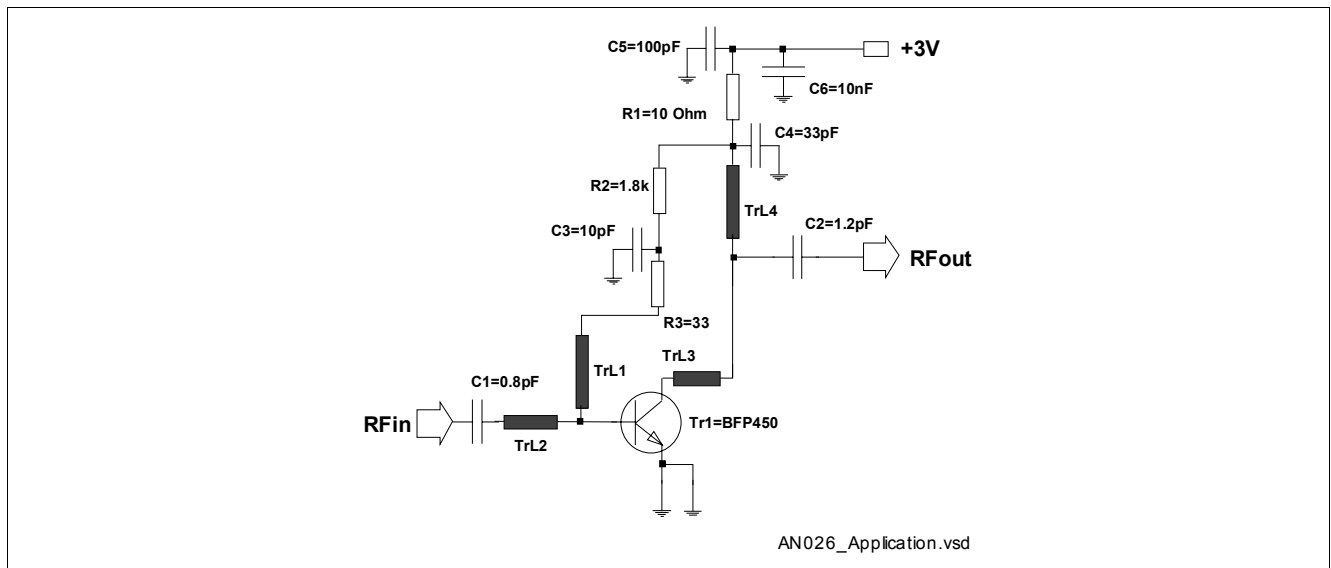 C5=100pF
+3V
C6=10nF
R1=10 Ohm
C4=33pF
R2=1.8k
TrL4
C2=1.2pF
C3=10pF
RFout
R3=33
TrL3
TrL1
C1=0.8pF
Tr1=BFP450
RFin
TrL2
AN026_Application.vsd